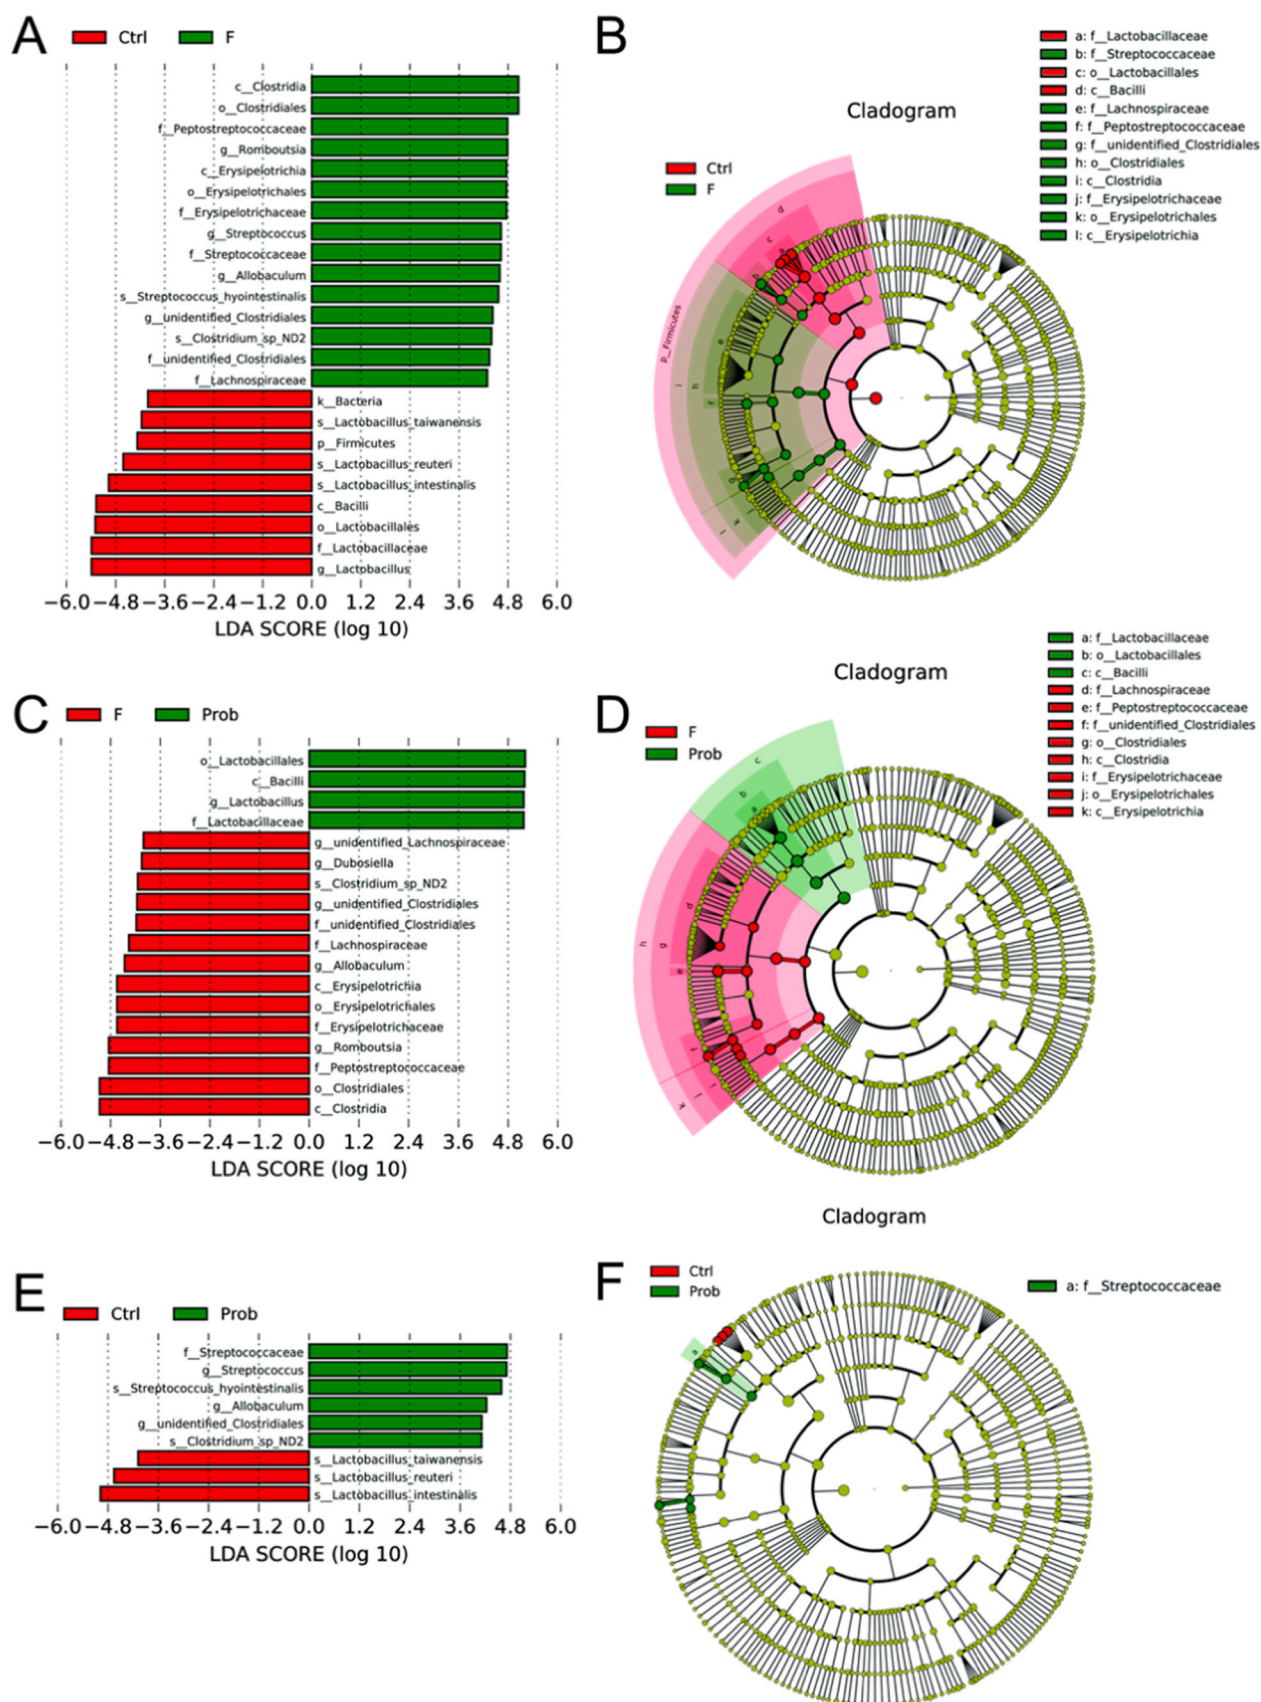 A
Ctrl
F
c__Clostridia
o__Clostridiales
f__Peptostreptococcaceae
g__Romboutsia
c__Erysipelotrichia
o__Erysipelotrichales
f__Erysipelotrichaceae
g__Streptococcus
f__Streptococcaceae
g__Allobaculum
s__Streptococcus_hyointestinalis
g__unidentified_Clostridiales
s__Clostridium_sp_ND2
f__unidentified_Clostridiales
f__Lachnospiraceae
k__Bacteria
s__Lactobacillus_taiwanensis
p__Firmicutes
s__Lactobacillus_reuteri
s__Lactobacillus_intestinalis
c__Bacilli
o__Lactobacillales
f__Lactobacillaceae
g__Lactobacillus
−6.0 −4.8 −3.6 −2.4 −1.2 0.0 1.2 2.4 3.6 4.8 6.0
LDA SCORE (log 10)
B
a: f__Lactobacillaceae
b: f__Streptococcaceae
c: o__Lactobacillales
d: c__Bacilli
e: f__Lachnospiraceae
f: f__Peptostreptococcaceae
g: f__unidentified_Clostridiales
h: o__Clostridiales
i: c__Clostridia
j: f__Erysipelotrichaceae
k: o__Erysipelotrichales
l: c__Erysipelotrichia
Cladogram
Ctrl
F
d
c
p__Firmicutes
e
i
h
f
k
l
C
F
Prob
o__Lactobacillales
c__Bacilli
g__Lactobacillus
f__Lactobacillaceae
g__unidentified_Lachnospiraceae
g__Dubosiella
s__Clostridium_sp_ND2
g__unidentified_Clostridiales
f__unidentified_Clostridiales
f__Lachnospiraceae
g__Allobaculum
c__Erysipelotrichia
o__Erysipelotrichales
f__Erysipelotrichaceae
g__Romboutsia
f__Peptostreptococcaceae
o__Clostridiales
c__Clostridia
−6.0 −4.8 −3.6 −2.4 −1.2 0.0 1.2 2.4 3.6 4.8 6.0
LDA SCORE (log 10)
D
a: f__Lactobacillaceae
b: o__Lactobacillales
c: c__Bacilli
d: f__Lachnospiraceae
e: f__Peptostreptococcaceae
f: f__unidentified_Clostridiales
g: o__Clostridiales
h: c__Clostridia
i: f__Erysipelotrichaceae
j: o__Erysipelotrichales
k: c__Erysipelotrichia
Cladogram
F
Prob
c
b
a
d
h
g
e
f
i
j
k
E
Ctrl
Prob
f__Streptococcaceae
g__Streptococcus
s__Streptococcus_hyointestinalis
g__Allobaculum
g__unidentified_Clostridiales
s__Clostridium_sp_ND2
s__Lactobacillus_taiwanensis
s__Lactobacillus_reuteri
s__Lactobacillus_intestinalis
−6.0 −4.8 −3.6 −2.4 −1.2 0.0 1.2 2.4 3.6 4.8 6.0
LDA SCORE (log 10)
Cladogram
F
Ctrl
Prob
a: f__Streptococcaceae
a